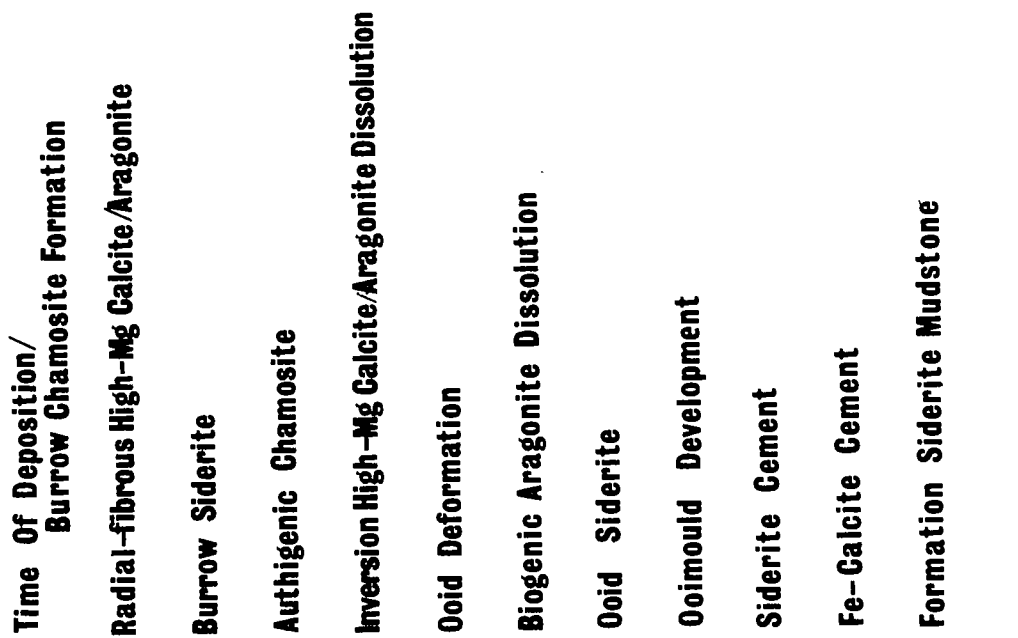 Time Of Deposition/
Burrow Chamosite Formation
Radial-fibrous High-Mg Calcite/Aragonite
Burrow Siderite
Authigenic Chamosite
Inversion High-Mg Calcite/Aragonite Dissolution
Ooid Deformation
Biogenic Aragonite Dissolution
Ooid Siderite
Ooimould Development
Siderite Cement
Fe-Calcite Cement
Formation Siderite Mudstone